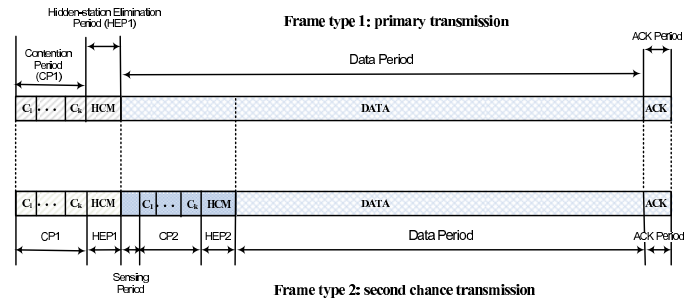 Hidden-station Elimination
Period (HEP1)
Frame type 1: primary transmission
ACK Period
Contention
Period
(CP1)
Data Period
C₁ ... Cₖ HCM DATA ACK
C₁ ... Cₖ HCM C₁ ... Cₖ HCM DATA ACK
CP1 HEP1 CP2 HEP2 Data Period ACK Period
Sensing
Period
Frame type 2: second chance transmission